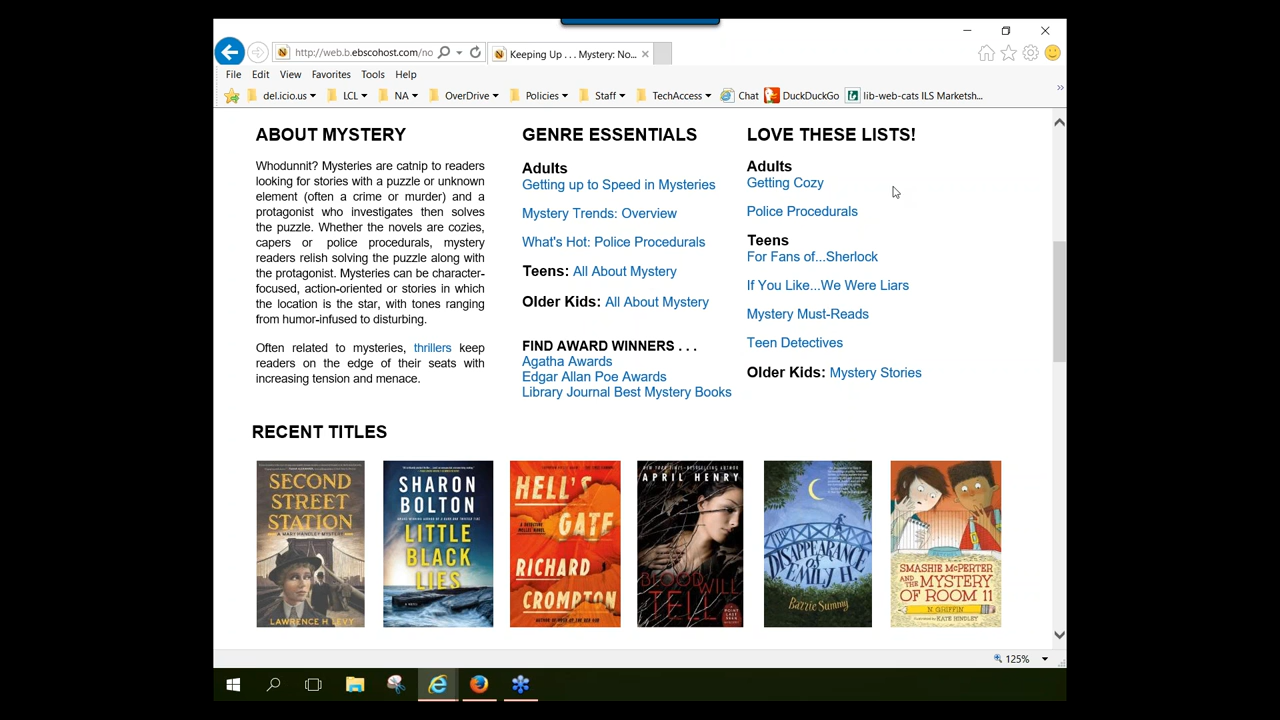 http://web.b.ebscohost.com/no
Keeping Up . . . Mystery: No...
File Edit View Favorites Tools Help
del.icio.us LCL NA OverDrive Policies Staff TechAccess Chat DuckDuckGo lib-web-cats ILS Marketsh...
ABOUT MYSTERY
Whodunnit? Mysteries are catnip to readers
looking for stories with a puzzle or unknown
element (often a crime or murder) and a
protagonist who investigates then solves
the puzzle. Whether the novels are cozies,
capers or police procedurals, mystery
readers relish solving the puzzle along with
the protagonist. Mysteries can be character-
focused, action-oriented or stories in which
the location is the star, with tones ranging
from humor-infused to disturbing.
Often related to mysteries, thrillers keep
readers on the edge of their seats with
increasing tension and menace.
GENRE ESSENTIALS
Adults
Getting up to Speed in Mysteries
Mystery Trends: Overview
What's Hot: Police Procedurals
Teens: All About Mystery
Older Kids: All About Mystery
FIND AWARD WINNERS . . .
Agatha Awards
Edgar Allan Poe Awards
Library Journal Best Mystery Books
LOVE THESE LISTS!
Adults
Getting Cozy
Police Procedurals
Teens
For Fans of...Sherlock
If You Like...We Were Liars
Mystery Must-Reads
Teen Detectives
Older Kids: Mystery Stories
RECENT TITLES
SECOND
STREET
STATION
A MARY HANDLEY MYSTERY
LAWRENCE H. LEVY
SHARON
BOLTON
LITTLE
BLACK
LIES
A NOVEL
HELL'S
GATE
RICHARD
CROMPTON
APRIL HENRY
BLOOD WILL
TELL
THE
DISAPPEARANCE
OF
EMILY H.
Barrie Summy
SMASHIE McPERTER
AND THE MYSTERY
OF ROOM 11
N. GRIFFIN
KATE HINDLEY
125%